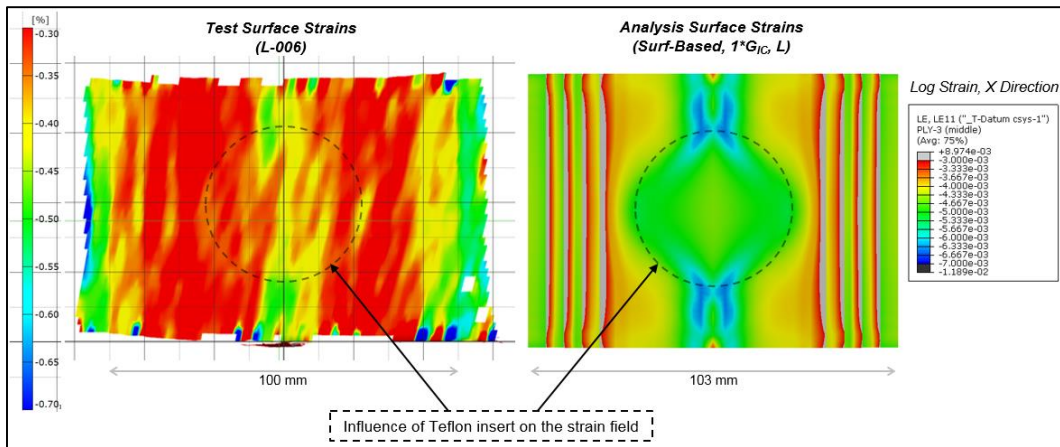 Test Surface Strains
(L-006)
Analysis Surface Strains
(Surf-Based, 1*G_IC, L)
[%]
-0.30
-0.35
-0.40
-0.45
-0.50
-0.55
-0.60
-0.65
-0.70
Log Strain, X Direction
LE, LE11 ("_T-Datum csys-1")
PLY-3 (middle)
(Avg: 75%)
+8.974e-03
-3.000e-03
-3.333e-03
-3.667e-03
-4.000e-03
-4.333e-03
-4.667e-03
-5.000e-03
-5.333e-03
-5.667e-03
-6.000e-03
-6.333e-03
-6.667e-03
-7.000e-03
-1.189e-02
100 mm
103 mm
Influence of Teflon insert on the strain field